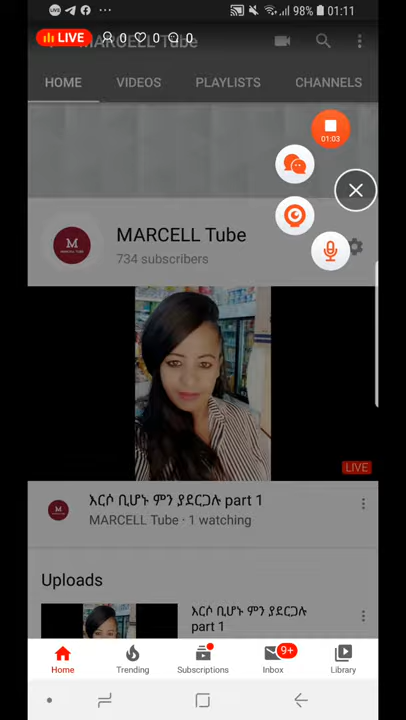 98% 01:11
LIVE 0 0 0
MARCELL Tube
HOME VIDEOS PLAYLISTS CHANNELS
01:03
M
MARCELL Tube
734 subscribers
LIVE
እርሶ ቢሆኑ ምን ያደርጋሉ part 1
MARCELL Tube · 1 watching
Uploads
እርሶ ቢሆኑ ምን ያደርጋሉ
part 1
9+
Home Trending Subscriptions Inbox Library